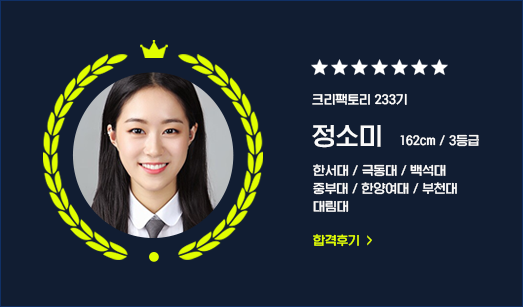 크리팩토리 233기
정소미 162cm / 3등급
한서대 / 극동대 / 백석대
중부대 / 한양여대 / 부천대
대림대
합격후기 >